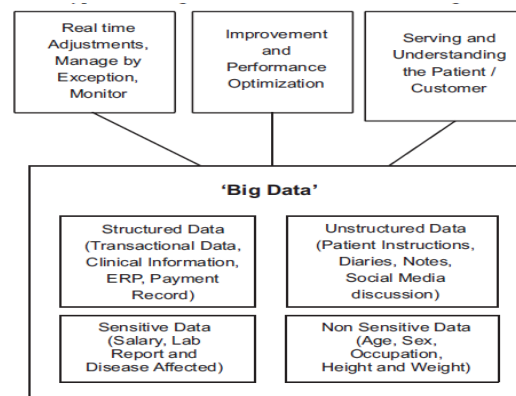 Real time
Adjustments,
Manage by
Exception,
Monitor
Improvement
and
Performance
Optimization
Serving and
Understanding
the Patient /
Customer
'Big Data'
Structured Data
(Transactional Data,
Clinical Information,
ERP, Payment
Record)
Unstructured Data
(Patient Instructions,
Diaries, Notes,
Social Media
discussion)
Sensitive Data
(Salary, Lab
Report and
Disease Affected)
Non Sensitive Data
(Age, Sex,
Occupation,
Height and Weight)